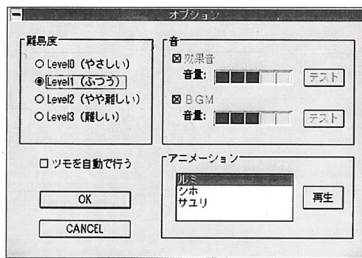 オプション
難易度
Level0 (やさしい)
Level1 (ふつう)
Level2 (やや難しい)
Level3 (難しい)
ツモを自動で行う
OK
CANCEL
音
効果音
音量:
テスト
BGM
音量:
テスト
アニメーション
ルミ
シホ
サユリ
再生